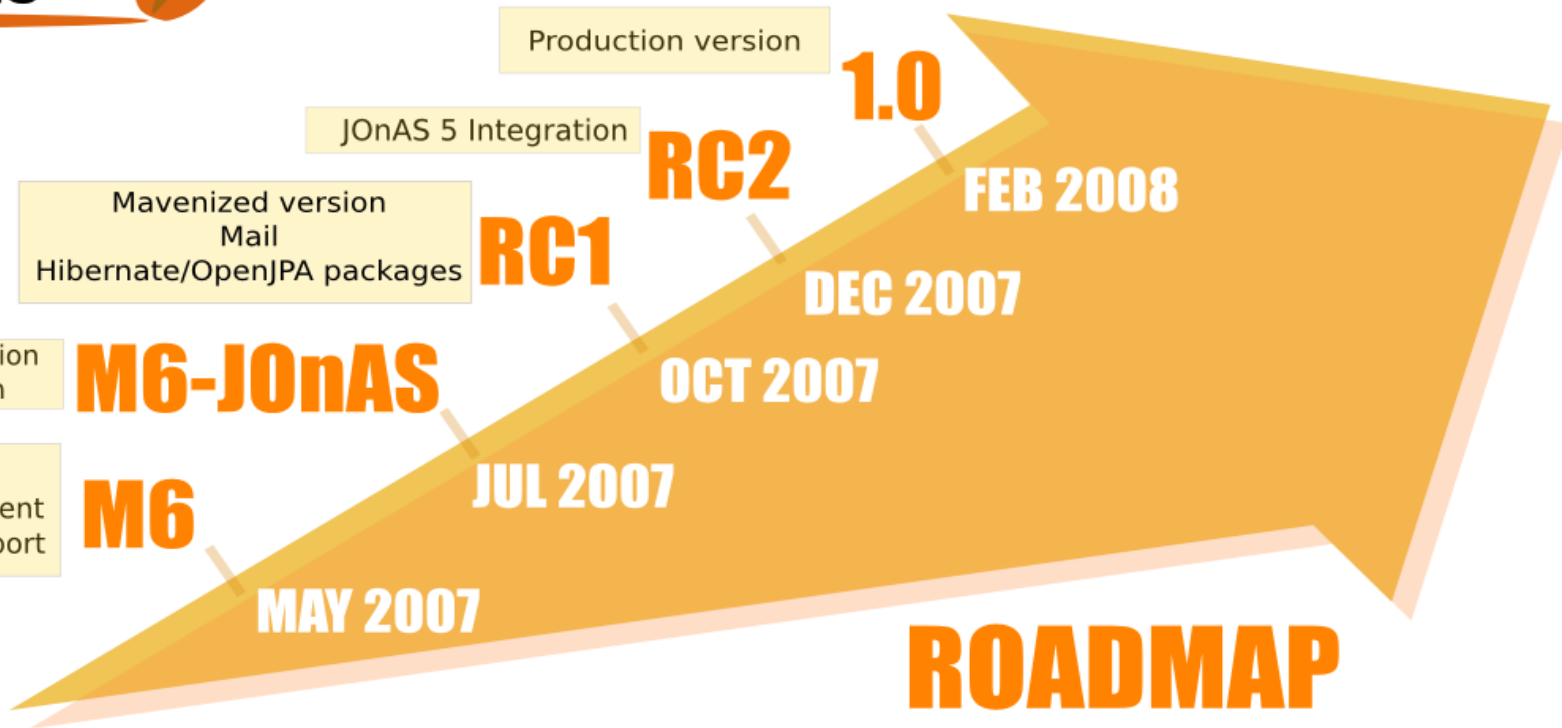 Production version
1.0
FEB 2008
JOnAS 5 Integration
RC2
DEC 2007
Mavenized version
Mail
Hibernate/OpenJPA packages
RC1
OCT 2007
M6-JOnAS
JUL 2007
M6
MAY 2007
ROADMAP